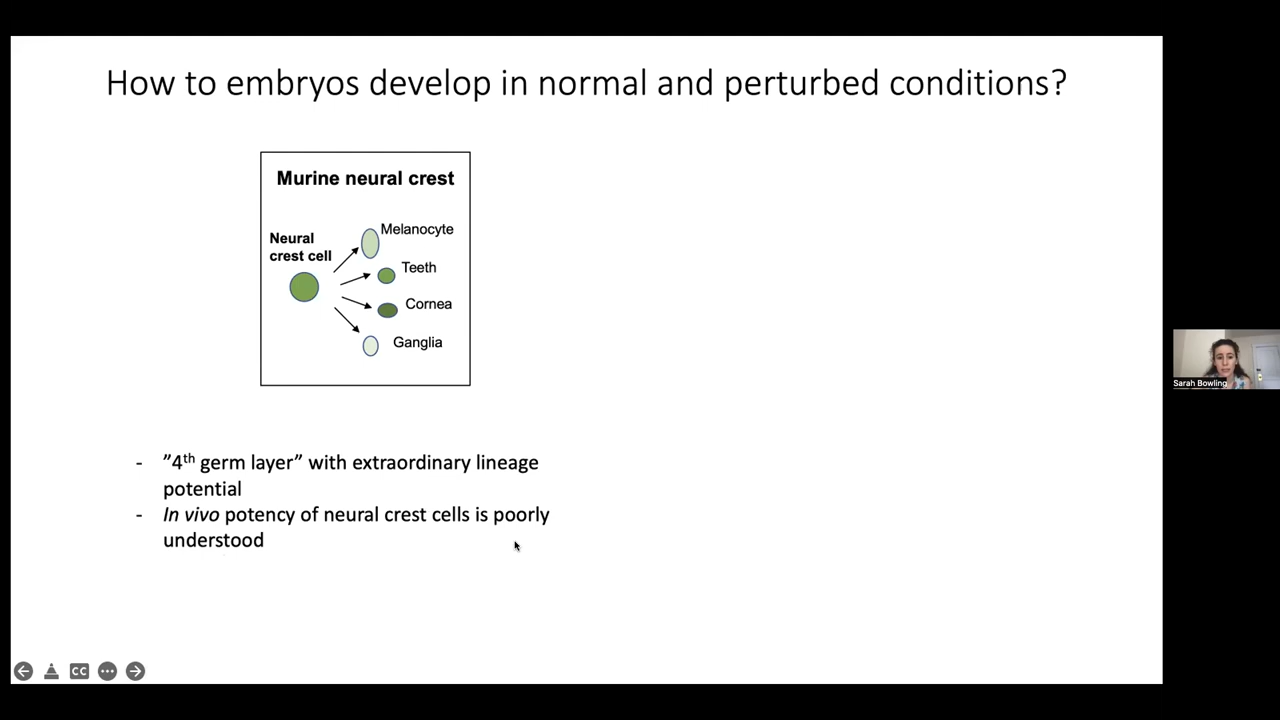 How to embryos develop in normal and perturbed conditions?
Murine neural crest
Neural
crest cell
Melanocyte
Teeth
Cornea
Ganglia
- ”4th germ layer” with extraordinary lineage
potential
- In vivo potency of neural crest cells is poorly
understood
CC
Sarah Bowling